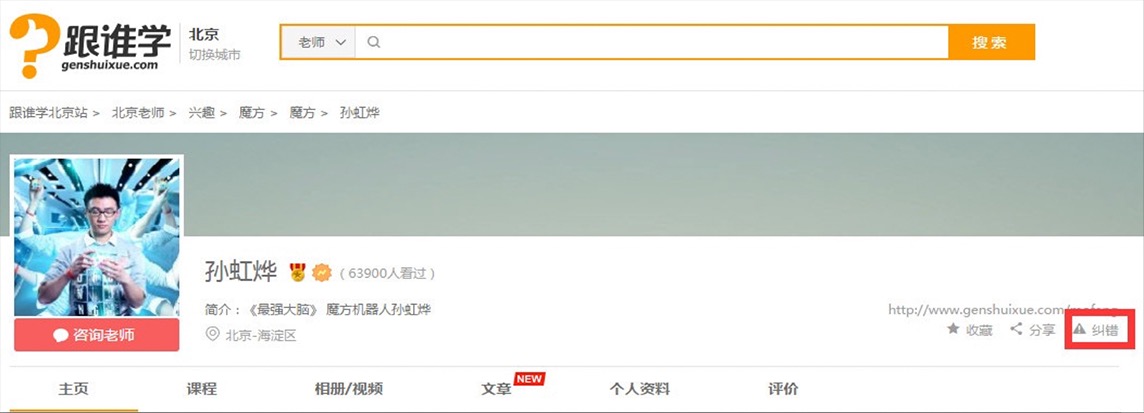 跟谁学
genshuixue.com
北京
切换城市
老师
搜索
跟谁学北京站 > 北京老师 > 兴趣 > 魔方 > 魔方 > 孙虹烨
孙虹烨 (63900人看过)
简介：《最强大脑》 魔方机器人孙虹烨
http://www.genshuixue.com/mofang
北京-海淀区
收藏 分享 纠错
咨询老师
主页 课程 相册/视频 文章 NEW 个人资料 评价